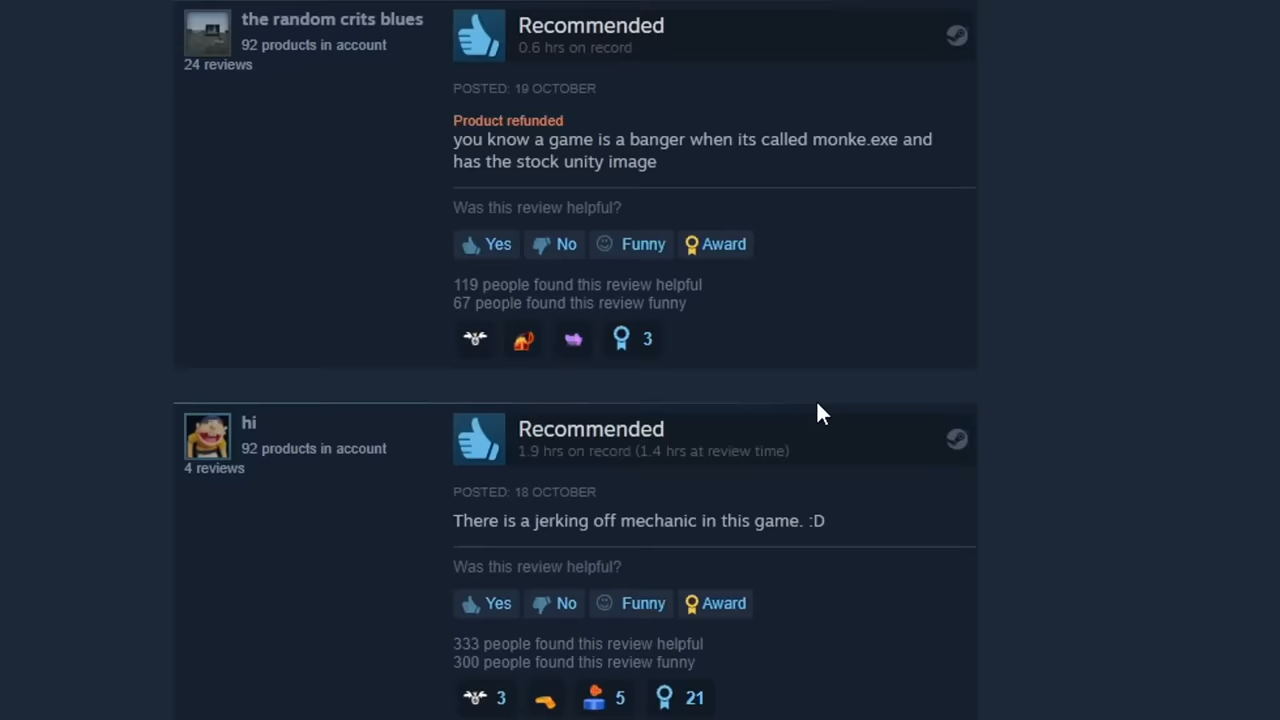 the random crits blues
92 products in account
24 reviews
Recommended
0.6 hrs on record
POSTED: 19 OCTOBER
Product refunded
you know a game is a banger when its called monke.exe and
has the stock unity image
Was this review helpful?
Yes No Funny Award
119 people found this review helpful
67 people found this review funny
3
hi
92 products in account
4 reviews
Recommended
1.9 hrs on record (1.4 hrs at review time)
POSTED: 18 OCTOBER
There is a jerking off mechanic in this game. :D
Was this review helpful?
Yes No Funny Award
333 people found this review helpful
300 people found this review funny
3 5 21